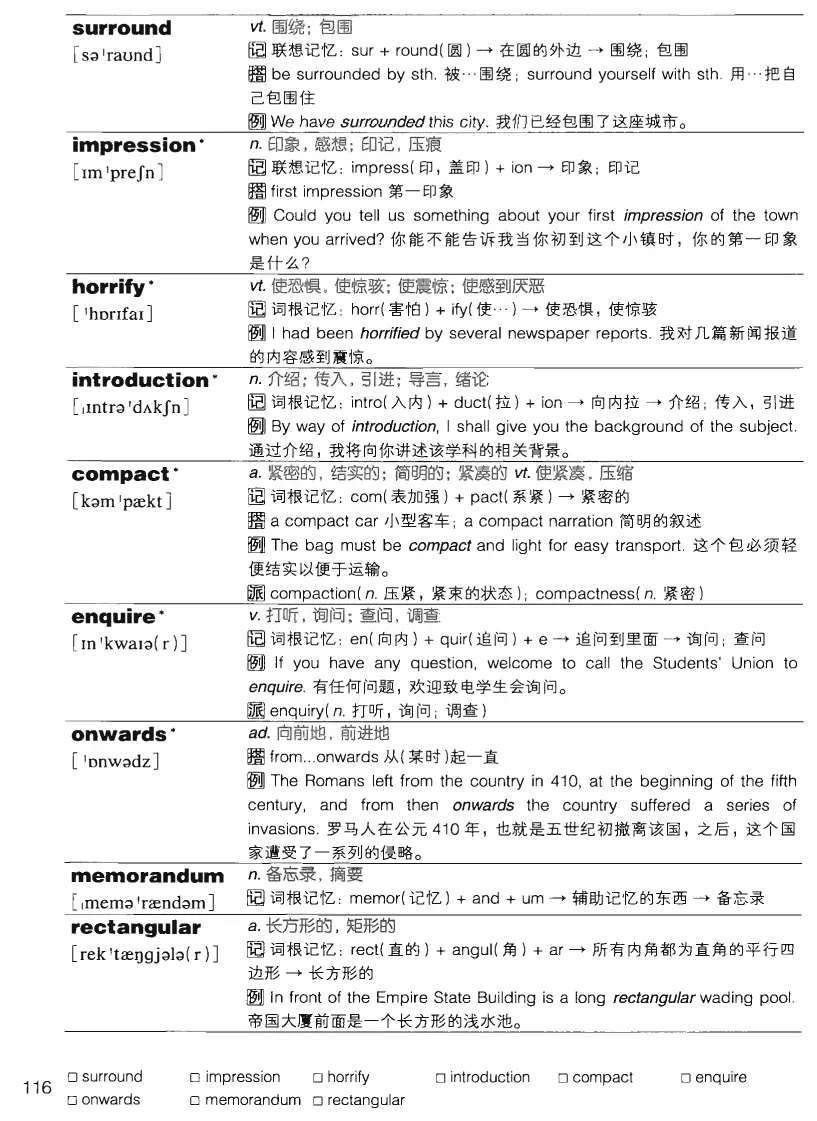 surround vt. 围绕；包围
[səˈraʊnd] 记 联想记忆：sur + round(圆) → 在圆的外边 → 围绕；包围
搭 be surrounded by sth. 被…围绕；surround yourself with sth. 用…把自
己包围住
例 We have surrounded this city. 我们已经包围了这座城市。
impression* n. 印象，感想；印记，压痕
[ɪmˈpreʃn] 记 联想记忆：impress(印，盖印) + ion → 印象；印记
搭 first impression 第一印象
例 Could you tell us something about your first impression of the town
when you arrived? 你能不能告诉我当你初到这个小镇时，你的第一印象
是什么？
horrify* vt. 使恐惧，使惊骇；使震惊；使感到厌恶
[ˈhɒrɪfaɪ] 记 词根记忆：horr(害怕) + ify(使…) → 使恐惧，使惊骇
例 I had been horrified by several newspaper reports. 我对几篇新闻报道
的内容感到震惊。
introduction* n. 介绍；传入，引进；导言，绪论
[ˌɪntrəˈdʌkʃn] 记 词根记忆：intro(入内) + duct(拉) + ion → 向内拉 → 介绍；传入，引进
例 By way of introduction, I shall give you the background of the subject.
通过介绍，我将向你讲述该学科的相关背景。
compact* a. 紧密的，结实的；简明的；紧凑的 vt. 使紧凑，压缩
[kəmˈpækt] 记 词根记忆：com(表加强) + pact(系紧) → 紧密的
搭 a compact car 小型客车；a compact narration 简明的叙述
例 The bag must be compact and light for easy transport. 这个包必须轻
便结实以便于运输。
派 compaction(n. 压紧，紧束的状态)；compactness(n. 紧密)
enquire* v. 打听，询问；查问，调查
[ɪnˈkwaɪə(r)] 记 词根记忆：en(向内) + quir(追问) + e → 追问到里面 → 询问；查问
例 If you have any question, welcome to call the Students' Union to
enquire. 有任何问题，欢迎致电学生会询问。
派 enquiry(n. 打听，询问；调查)
onwards* ad. 向前地，前进地
[ˈɒnwədz] 搭 from...onwards 从(某时)起一直
例 The Romans left from the country in 410, at the beginning of the fifth
century, and from then onwards the country suffered a series of
invasions. 罗马人在公元 410 年，也就是五世纪初撤离该国，之后，这个国
家遭受了一系列的侵略。
memorandum n. 备忘录，摘要
[ˌmeməˈrændəm] 记 词根记忆：memor(记忆) + and + um → 辅助记忆的东西 → 备忘录
rectangular a. 长方形的，矩形的
[rekˈtæŋɡjələ(r)] 记 词根记忆：rect(直的) + angul(角) + ar → 所有内角都为直角的平行四
边形 → 长方形的
例 In front of the Empire State Building is a long rectangular wading pool.
帝国大厦前面是一个长方形的浅水池。
□ surround □ impression □ horrify □ introduction □ compact □ enquire
116
□ onwards □ memorandum □ rectangular